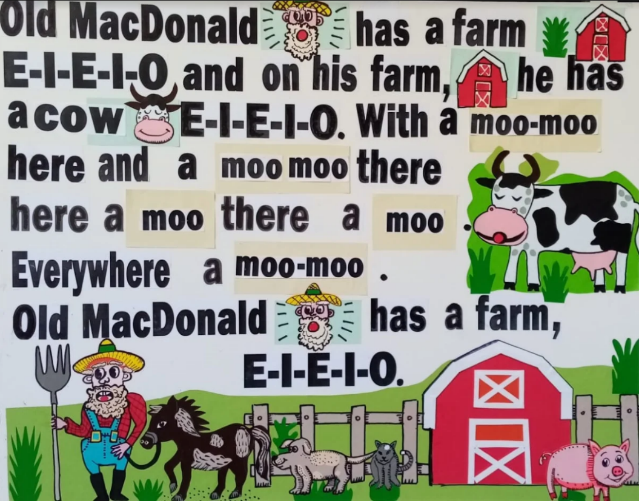 Old MacDonald has a farm
E-I-E-I-O and on his farm, he has
a cow E-I-E-I-O. With a moo-moo
here and a moo moo there
here a moo there a moo .
Everywhere a moo-moo .
Old MacDonald has a farm,
E-I-E-I-O.